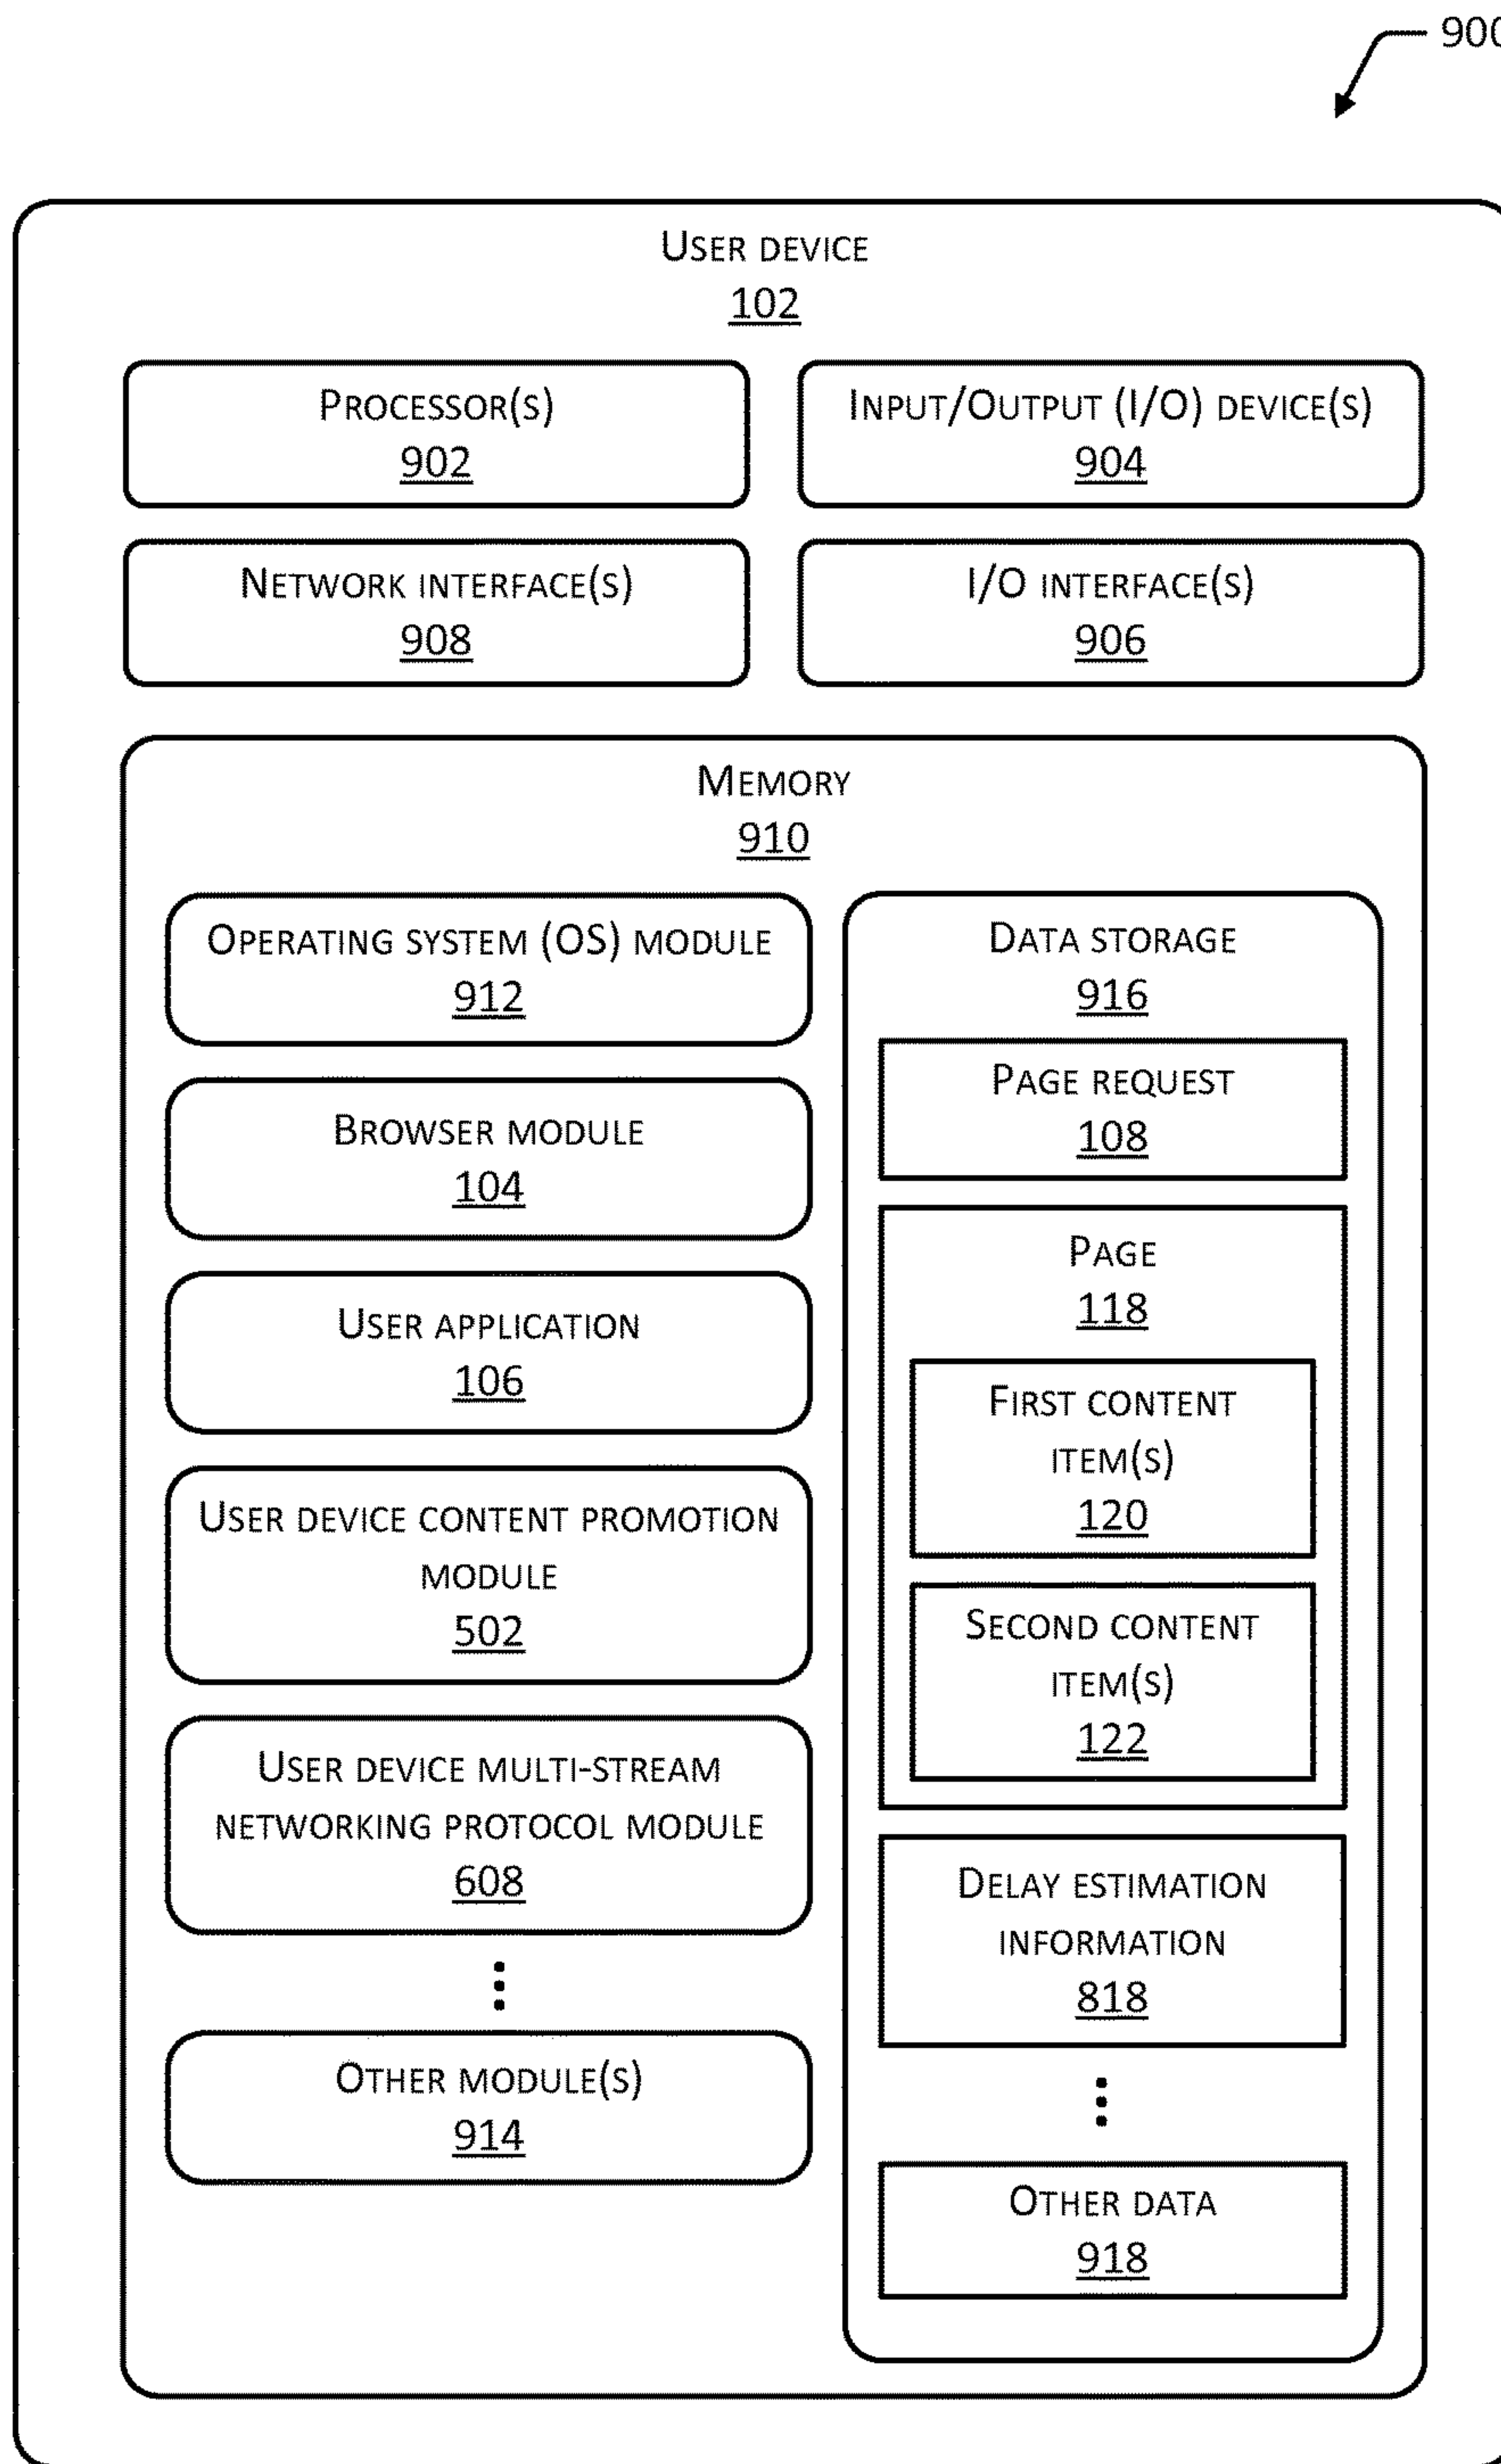 900
User device
102
Processor(s)
902
Input/Output (I/O) device(s)
904
Network interface(s)
908
I/O interface(s)
906
Memory
910
Operating system (OS) module
912
Browser module
104
User application
106
User device content promotion
module
502
User device multi-stream
networking protocol module
608
Other module(s)
914
Data storage
916
Page request
108
Page
118
First content
item(s)
120
Second content
item(s)
122
Delay estimation
information
818
Other data
918